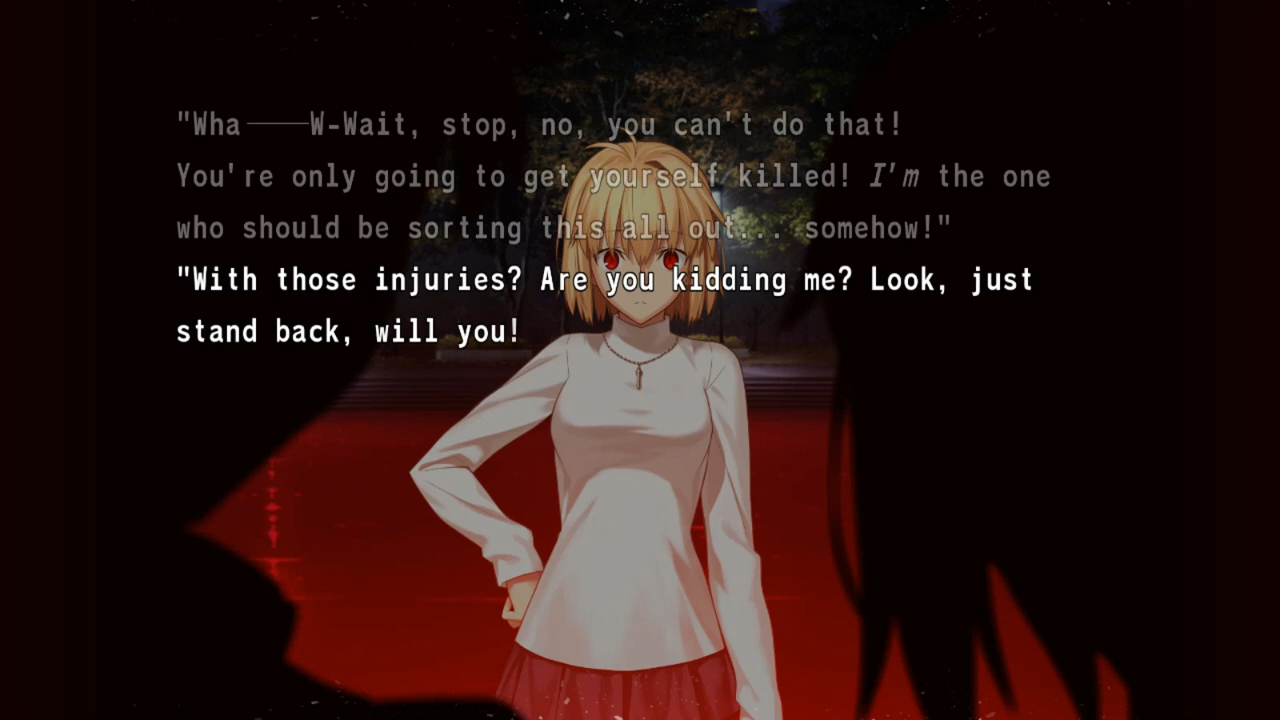 "Wha――W-Wait, stop, no, you can't do that!
You're only going to get yourself killed! I'm the one
who should be sorting this all out... somehow!"
"With those injuries? Are you kidding me? Look, just
stand back, will you!